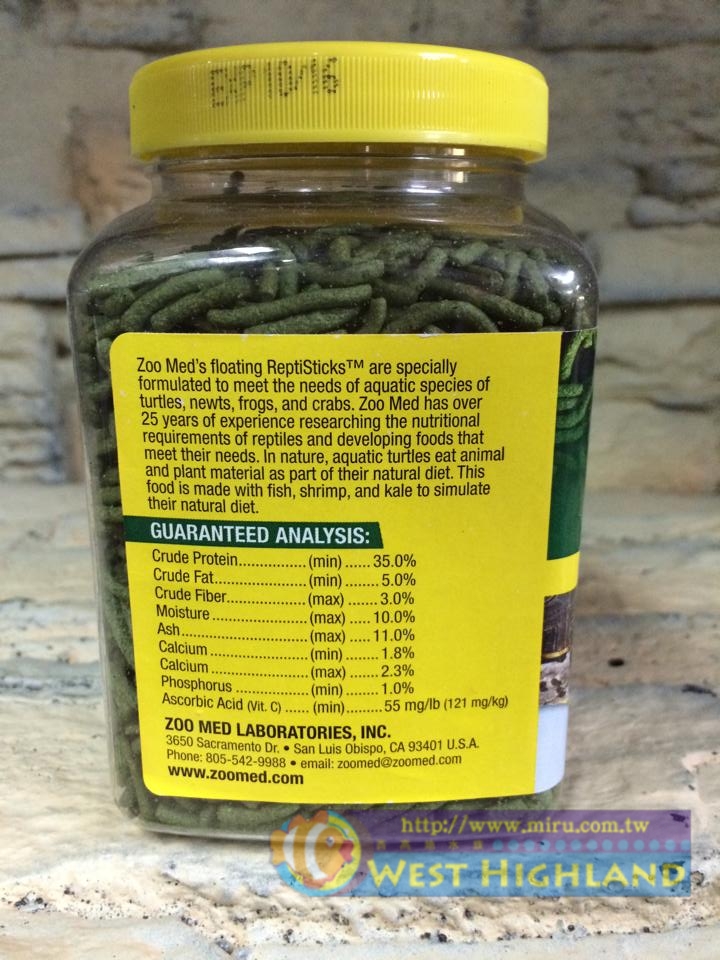 EXP 10/16
Zoo Med's floating ReptiSticks™ are specially
formulated to meet the needs of aquatic species of
turtles, newts, frogs, and crabs. Zoo Med has over
25 years of experience researching the nutritional
requirements of reptiles and developing foods that
meet their needs. In nature, aquatic turtles eat animal
and plant material as part of their natural diet. This
food is made with fish, shrimp, and kale to simulate
their natural diet.
GUARANTEED ANALYSIS:
Crude Protein................. (min) ...... 35.0%
Crude Fat....................... (min) ........ 5.0%
Crude Fiber.................... (max) ....... 3.0%
Moisture ........................ (max) ..... 10.0%
Ash................................. (max) ..... 11.0%
Calcium ......................... (min) ........ 1.8%
Calcium ......................... (max) ....... 2.3%
Phosphorus ................... (min) ........ 1.0%
Ascorbic Acid (Vit. C) ...... (min)......... 55 mg/lb (121 mg/kg)
ZOO MED LABORATORIES, INC.
3650 Sacramento Dr. • San Luis Obispo, CA 93401 U.S.A.
Phone: 805-542-9988 • email: zoomed@zoomed.com
www.zoomed.com
http://www.miru.com.tw
WEST HIGHLAND